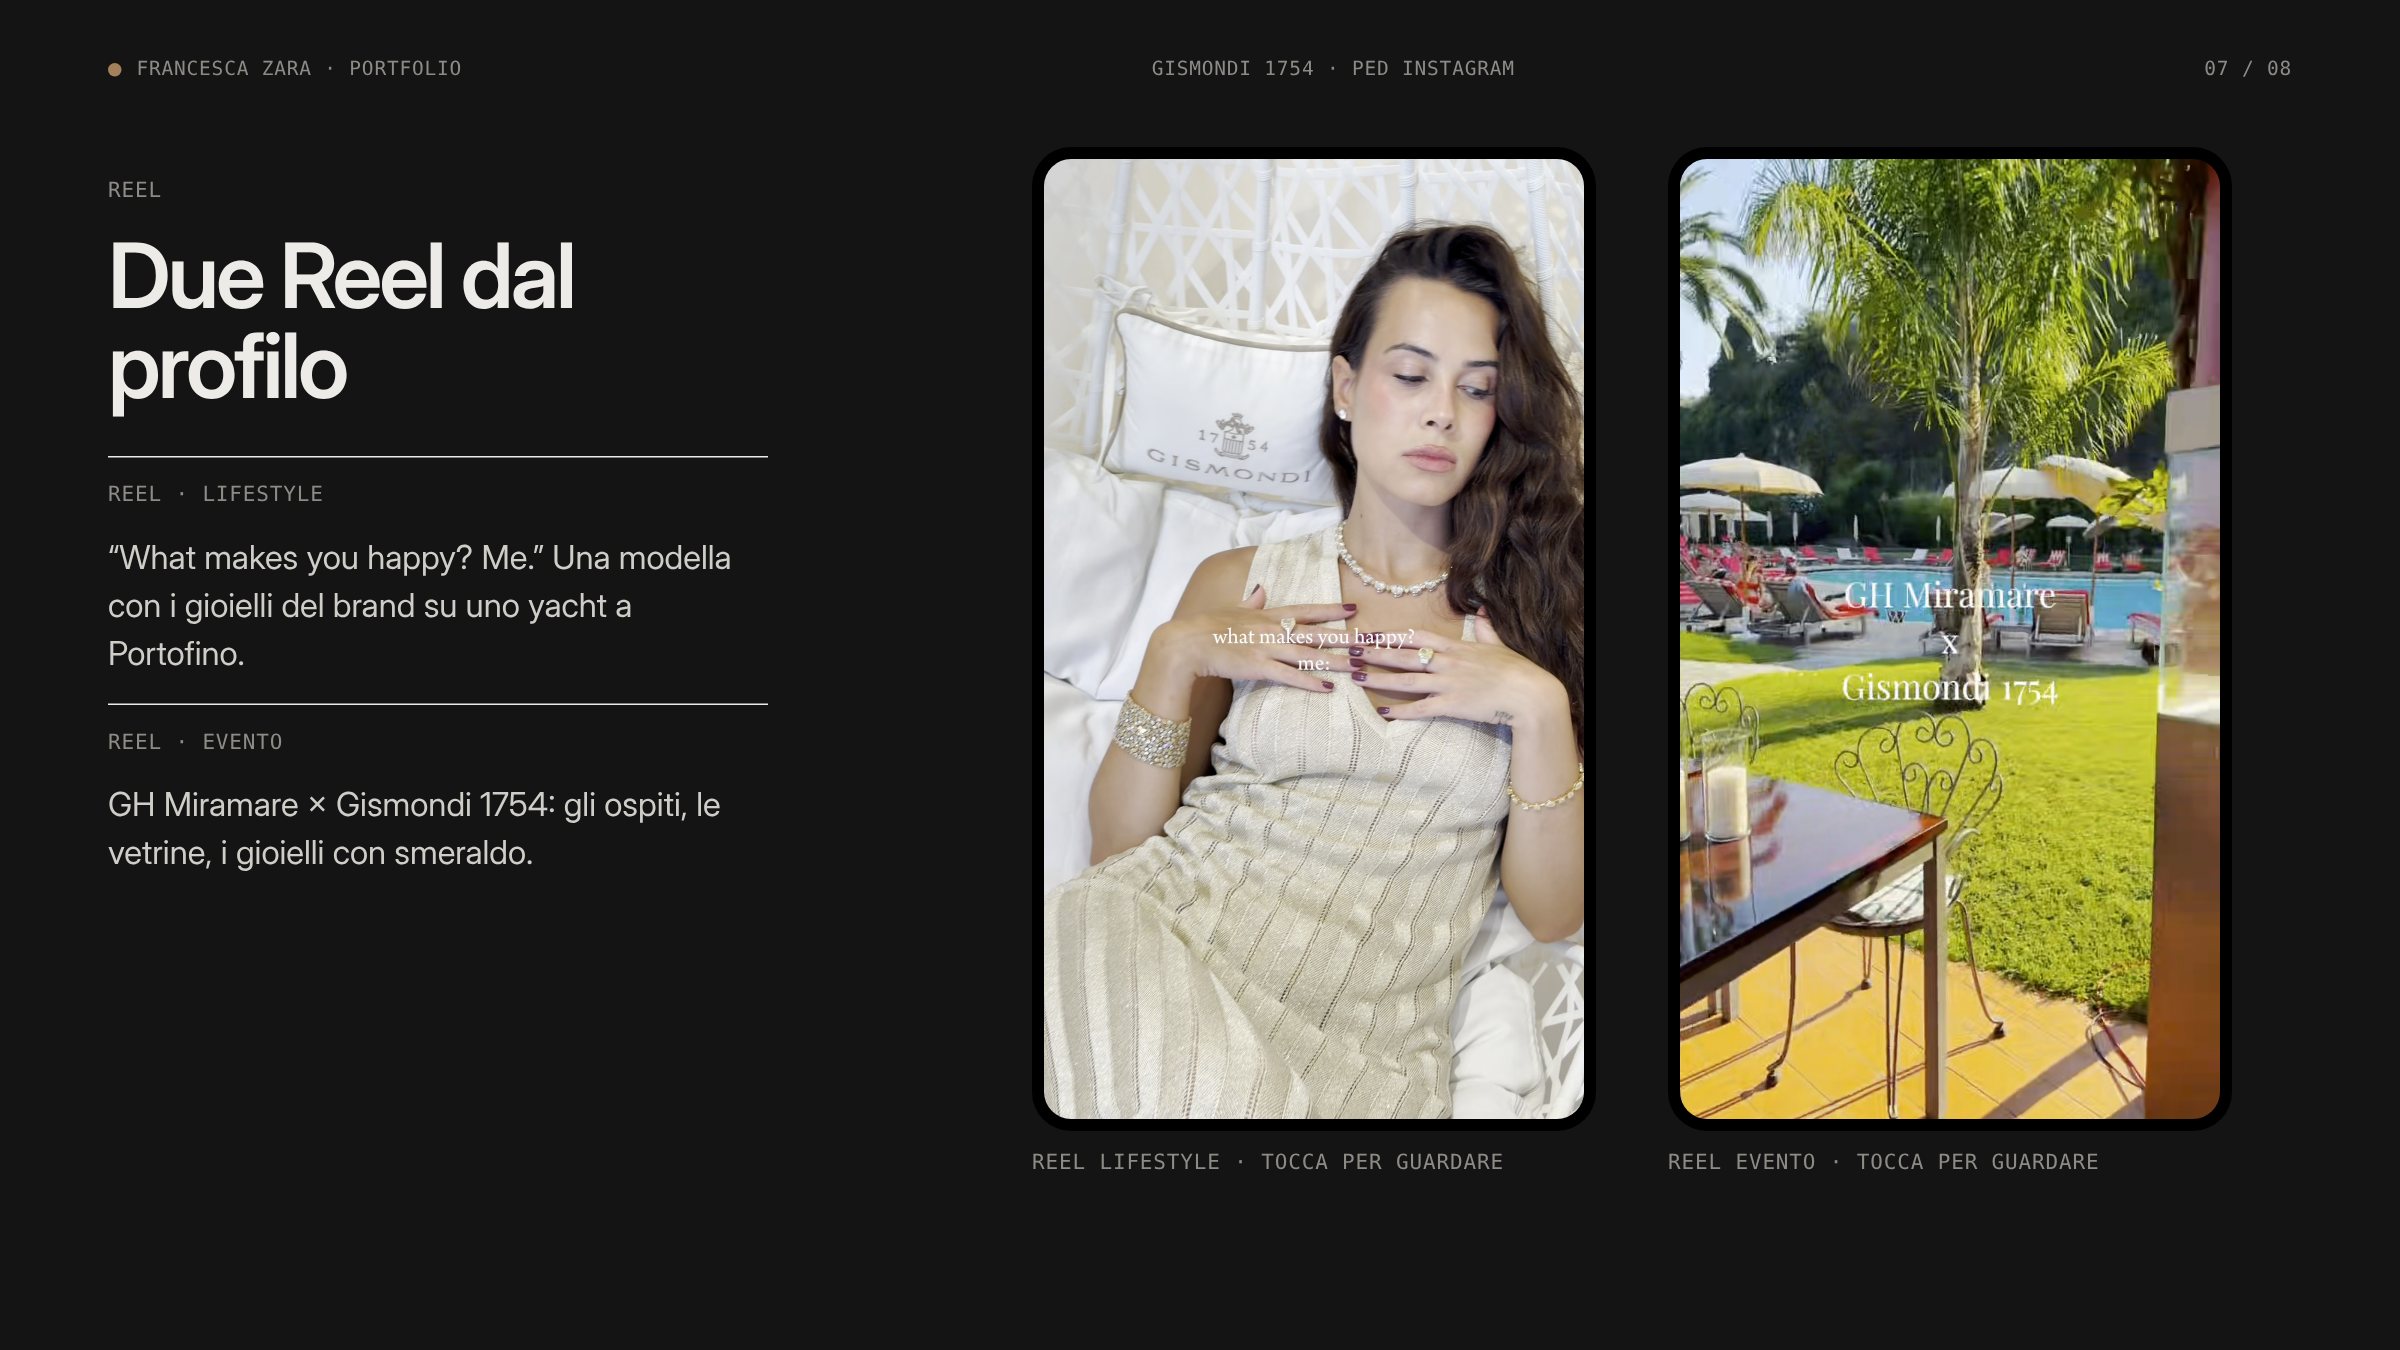 FRANCESCA ZARA · PORTFOLIO
GISMONDI 1754 · PED INSTAGRAM
07 / 08
REEL
Due Reel dal
profilo
REEL · LIFESTYLE
“What makes you happy? Me.” Una modella
con i gioielli del brand su uno yacht a
Portofino.
REEL · EVENTO
GH Miramare × Gismondi 1754: gli ospiti, le
vetrine, i gioielli con smeraldo.
17 54
GISMONDI
what makes you happy?
me:
GH Miramare
x
Gismondi 1754
REEL LIFESTYLE · TOCCA PER GUARDARE
REEL EVENTO · TOCCA PER GUARDARE